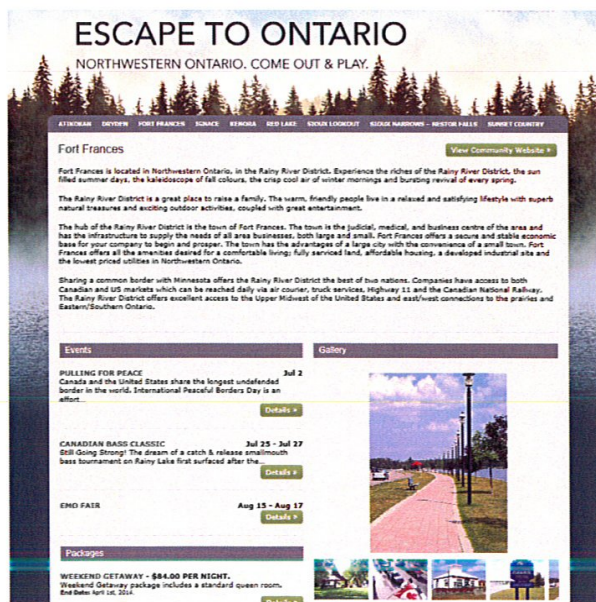 ESCAPE TO ONTARIO
NORTHWESTERN ONTARIO. COME OUT & PLAY.
ATIKOKAN DRYDEN FORT FRANCES IGNACE KENORA RED LAKE SIOUX LOOKOUT SIOUX NARROWS – NESTOR FALLS SUNSET COUNTRY
Fort Frances
View Community Website »
Fort Frances is located in Northwestern Ontario, in the Rainy River District. Experience the riches of the Rainy River District, the sun
filled summer days, the kaleidoscope of fall colours, the crisp cool air of winter mornings and bursting revival of every spring.
The Rainy River District is a great place to raise a family. The warm, friendly people live in a relaxed and satisfying lifestyle with superb
natural treasures and exciting outdoor activities, coupled with great entertainment.
The hub of the Rainy River District is the town of Fort Frances. The town is the judicial, medical, and business centre of the area and
has the infrastructure to supply the needs of all area businesses, both large and small. Fort Frances offers a secure and stable economic
base for your company to begin and prosper. The town has the advantages of a large city with the convenience of a small town. Fort
Frances offers all the amenities desired for a comfortable living; fully serviced land, affordable housing, a developed industrial site and
the lowest priced utilities in Northwestern Ontario.
Sharing a common border with Minnesota offers the Rainy River District the best of two nations. Companies have access to both
Canadian and US markets which can be reached daily via air courier, truck services, Highway 11 and the Canadian National Railway.
The Rainy River District offers excellent access to the Upper Midwest of the United States and east/west connections to the prairies and
Eastern/Southern Ontario.
Events
PULLING FOR PEACE Jul 2
Canada and the United States share the longest undefended
border in the world. International Peaceful Borders Day is an
effort...
Details »
CANADIAN BASS CLASSIC Jul 25 - Jul 27
Still Going Strong! The dream of a catch & release smallmouth
bass tournament on Rainy Lake first surfaced after the...
Details »
EMO FAIR Aug 15 - Aug 17
Details »
Packages
WEEKEND GETAWAY - $84.00 PER NIGHT.
Weekend Getaway package includes a standard queen room.
End Date: April 1st, 2014.
Details »
Gallery